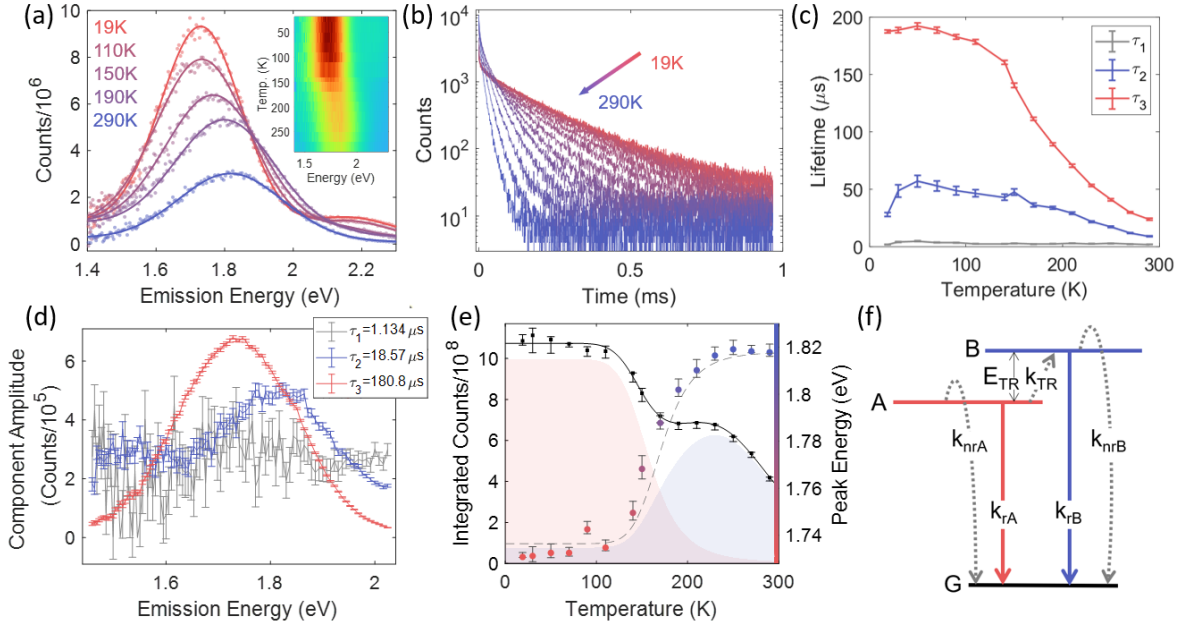 (a)
19K
110K
150K
190K
290K
10
8
6
4
2
0
Counts/10^6
1.4
1.6
1.8
2
2.2
Emission Energy (eV)
Temp., (K)
50
100
150
200
250
1.5
2
Energy (eV)
(b)
10^4
10^3
10^2
10^1
Counts
19K
290K
0
0.5
1
Time (ms)
(c)
200
150
100
50
0
Lifetime (μs)
τ1
τ2
τ3
0
100
200
300
Temperature (K)
(d)
τ1=1.134 μs
τ2=18.57 μs
τ3=180.8 μs
6
4
2
0
Component Amplitude
(Counts/10^5)
1.6
1.8
2
Emission Energy (eV)
(e)
10
8
6
4
2
0
Integrated Counts/10^8
0
100
200
300
Temperature (K)
1.82
1.8
1.78
1.76
1.74
Peak Energy (eV)
(f)
B
E_TR
k_TR
A
k_nrA
k_nrB
k_rA
k_rB
G